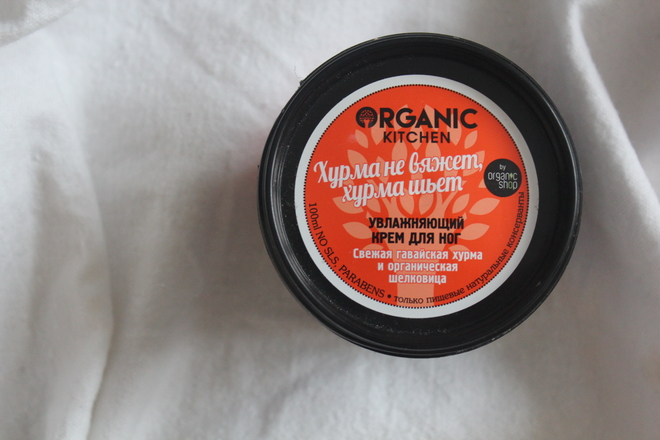 ORGANIC
KITCHEN
Хурма не вяжет,
хурма шьет
by
organic
shop
УВЛАЖНЯЮЩИЙ
КРЕМ ДЛЯ НОГ
Свежая гавайская хурма
и органическая
шелковица
100ml NO SLS, PARABENS • только пищевые натуральные консерванты